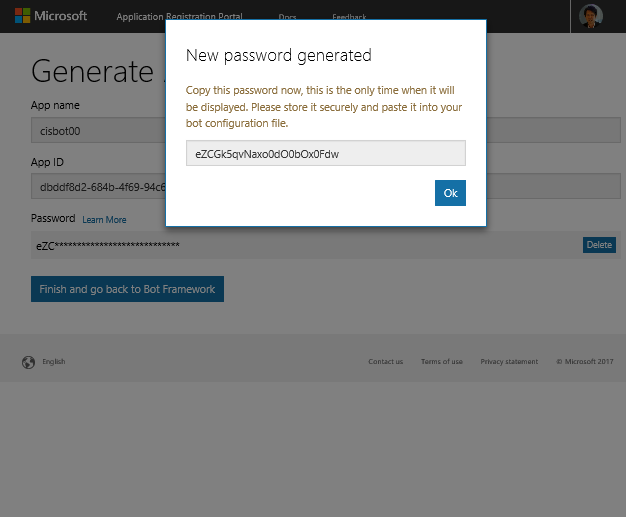 Microsoft
Application Registration Portal
Docs
Feedback
Generate
App name
cisbot00
App ID
dbddf8d2-684b-4f69-94c6
Password Learn More
eZC****************************
Delete
Finish and go back to Bot Framework
New password generated
Copy this password now, this is the only time when it will
be displayed. Please store it securely and paste it into your
bot configuration file.
eZCGk5qvNaxo0dO0bOx0Fdw
Ok
English
Contact us
Terms of use
Privacy statement
© Microsoft 2017